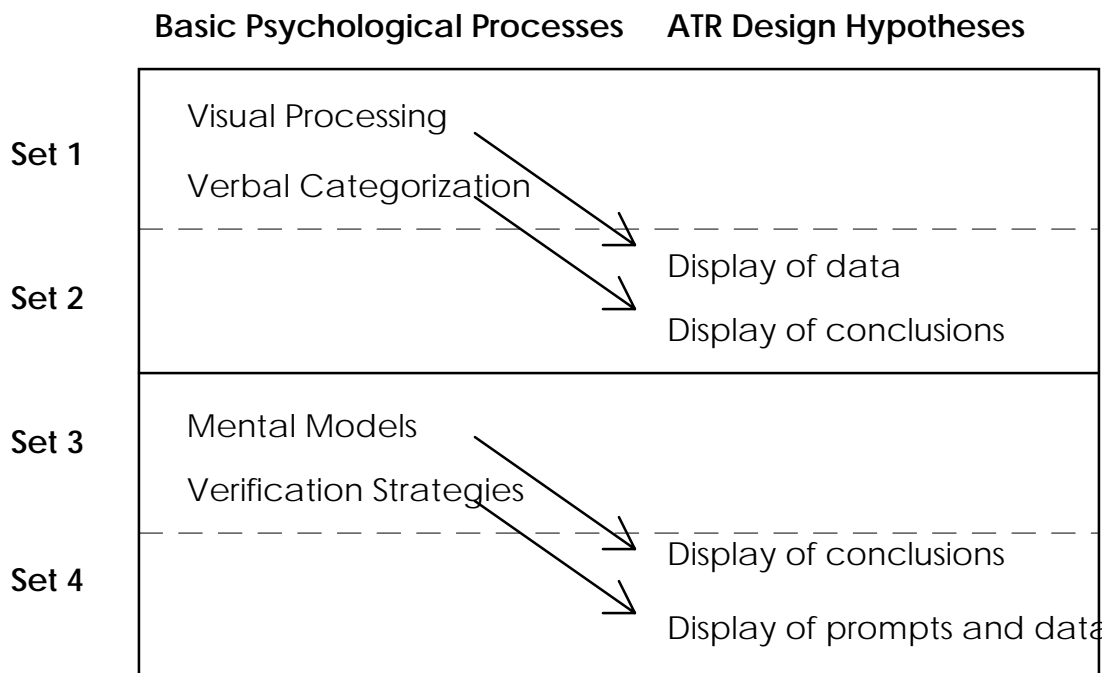 Basic Psychological Processes ATR Design Hypotheses
Visual Processing
Set 1
Verbal Categorization
Display of data
Set 2
Display of conclusions
Mental Models
Set 3
Verification Strategies
Display of conclusions
Set 4
Display of prompts and data